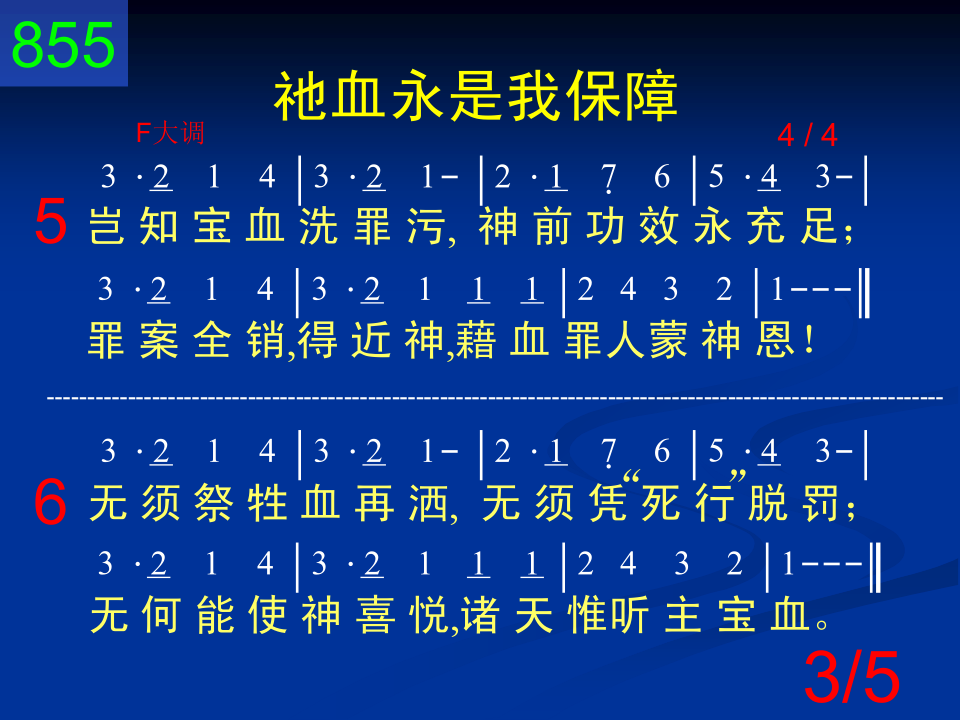 855
祂血永是我保障
F大调 4 / 4
3 ·2 1 4 |3 ·2 1- |2 ·1 7 6 |5 ·4 3-|
5 岂知宝血洗罪污, 神前功效永充足；
3 ·2 1 4 |3 ·2 1 1 1 |2 4 3 2 |1---‖
罪案全销,得近神,藉血罪人蒙神恩！
3 ·2 1 4 |3 ·2 1- |2 ·1 7 6 |5 ·4 3-|
6 无须祭牲血再洒, 无须凭“死行”脱罚；
3 ·2 1 4 |3 ·2 1 1 1 |2 4 3 2 |1---‖
无何能使神喜悦,诸天惟听主宝血。
3/5